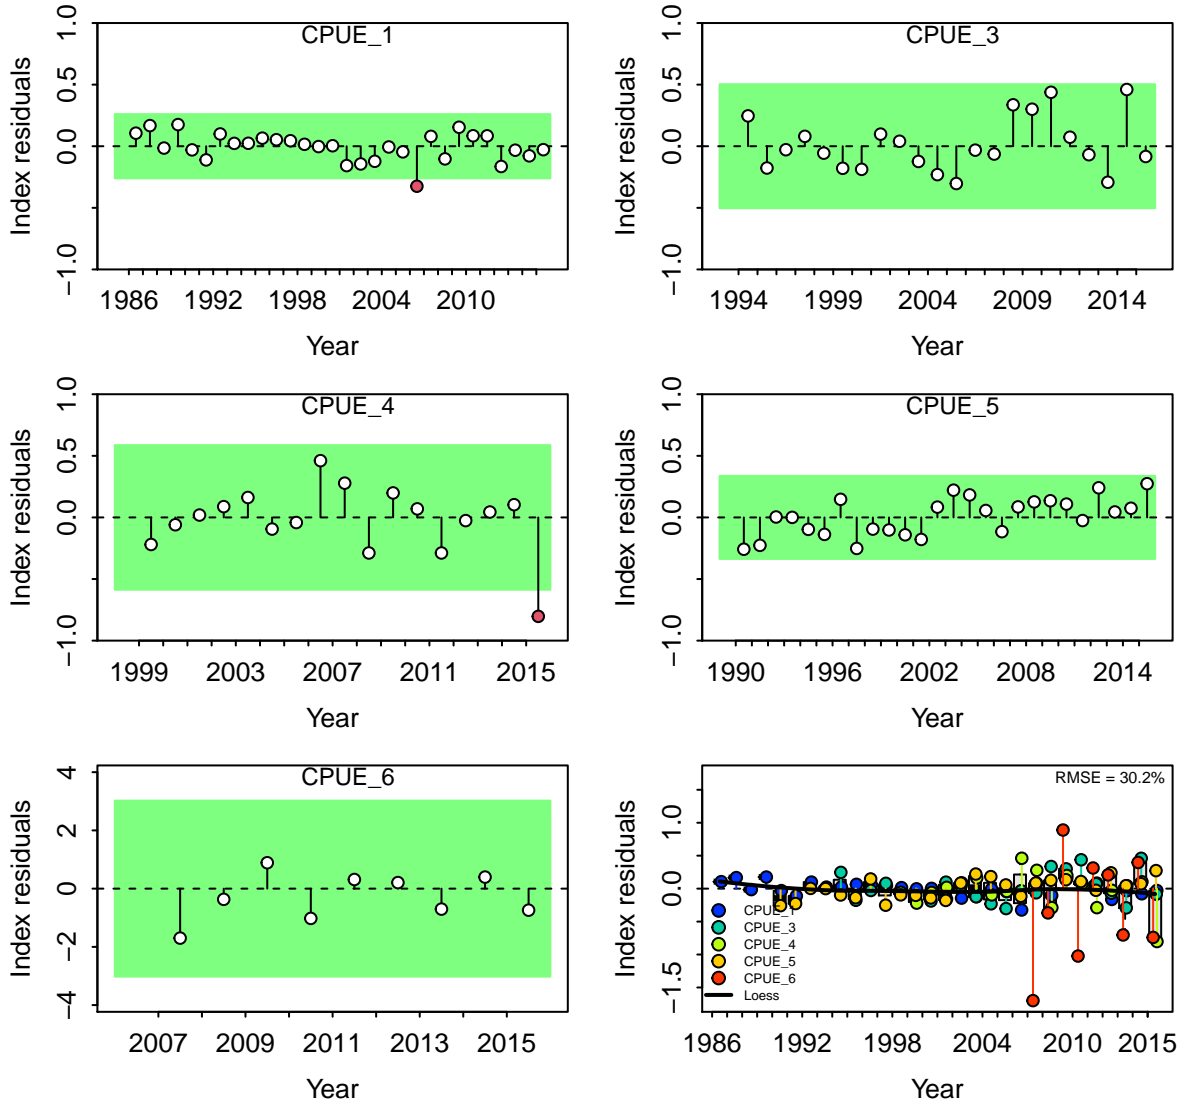 CPUE_1
Index residuals
1.0
0.5
0.0
−1.0
1986 1992 1998 2004 2010
Year
CPUE_3
Index residuals
1.0
0.5
0.0
−1.0
1994 1999 2004 2009 2014
Year
CPUE_4
Index residuals
1.0
0.5
0.0
−1.0
1999 2003 2007 2011 2015
Year
CPUE_5
Index residuals
1.0
0.5
0.0
−1.0
1990 1996 2002 2008 2014
Year
CPUE_6
Index residuals
4
2
0
−2
−4
2007 2009 2011 2013 2015
Year
RMSE = 30.2%
Index residuals
1.0
0.0
−1.5
CPUE_1
CPUE_3
CPUE_4
CPUE_5
CPUE_6
Loess
1986 1992 1998 2004 2010 2015
Year